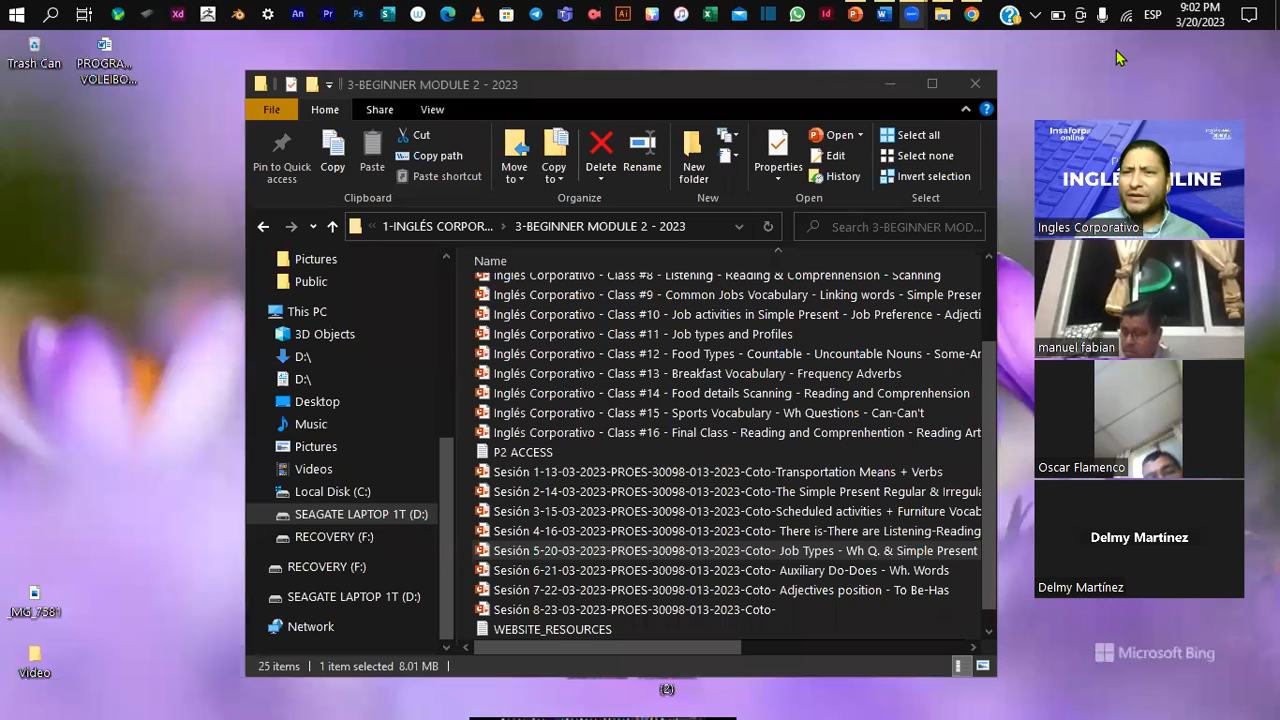 Xd
An
Pr
Ps
S
W
Ai
Id
ESP
9:02 PM
3/20/2023
Trash Can
PROGRA...
VOLEIBO...
_MG_7581
video
3-BEGINNER MODULE 2 - 2023
File
Home
Share
View
Pin to Quick access
Copy
Paste
Cut
Copy path
Paste shortcut
Clipboard
Move to
Copy to
Delete
Rename
Organize
New folder
New
Properties
Open
Edit
History
Open
Select all
Select none
Invert selection
Select
« 1-INGLÉS CORPOR... › 3-BEGINNER MODULE 2 - 2023
Search 3-BEGINNER MOD...
Pictures
Public
This PC
3D Objects
D:\
D:\
Desktop
Music
Pictures
Videos
Local Disk (C:)
SEAGATE LAPTOP 1T (D:)
RECOVERY (F:)
RECOVERY (F:)
SEAGATE LAPTOP 1T (D:)
Network
Name
Inglés Corporativo - Class #8 - Listening - Reading & Comprenhension - Scanning
Inglés Corporativo - Class #9 - Common Jobs Vocabulary - Linking words - Simple Presen
Inglés Corporativo - Class #10 - Job activities in Simple Present - Job Preference - Adjecti
Inglés Corporativo - Class #11 - Job types and Profiles
Inglés Corporativo - Class #12 - Food Types - Countable - Uncountable Nouns - Some-An
Inglés Corporativo - Class #13 - Breakfast Vocabulary - Frequency Adverbs
Inglés Corporativo - Class #14 - Food details Scanning - Reading and Comprehension
Inglés Corporativo - Class #15 - Sports Vocabulary - Wh Questions - Can-Can't
Inglés Corporativo - Class #16 - Final Class - Reading and Comprenhention - Reading Art
P2 ACCESS
Sesión 1-13-03-2023-PROES-30098-013-2023-Coto-Transportation Means + Verbs
Sesión 2-14-03-2023-PROES-30098-013-2023-Coto-The Simple Present Regular & Irregula
Sesión 3-15-03-2023-PROES-30098-013-2023-Coto-Scheduled activities + Furniture Vocab
Sesión 4-16-03-2023-PROES-30098-013-2023-Coto- There is-There are Listening-Reading
Sesión 5-20-03-2023-PROES-30098-013-2023-Coto- Job Types - Wh Q. & Simple Present
Sesión 6-21-03-2023-PROES-30098-013-2023-Coto- Auxiliary Do-Does - Wh. Words
Sesión 7-22-03-2023-PROES-30098-013-2023-Coto- Adjectives position - To Be-Has
Sesión 8-23-03-2023-PROES-30098-013-2023-Coto-
WEBSITE_RESOURCES
25 items
1 item selected 8.01 MB
(2)
Insaforp
online
INGLÉ
NLINE
Ingles Corporativo
manuel fabian
Oscar Flamenco
Delmy Martínez
Delmy Martínez
Microsoft Bing